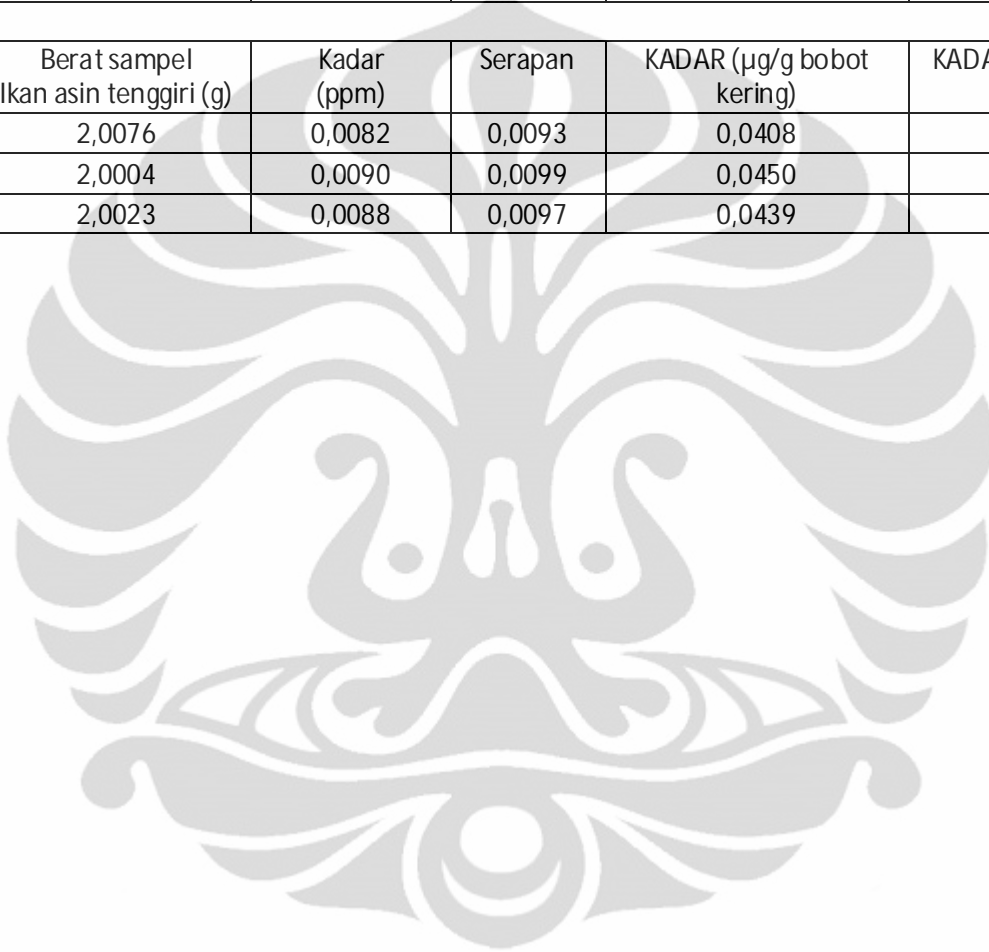 Berat sampel Kadar Serapan KADAR (µg/g bobot
Ikan asin tenggiri (g) (ppm) kering)
2,0076 0,0082 0,0093 0,0408
2,0004 0,0090 0,0099 0,0450
2,0023 0,0088 0,0097 0,0439